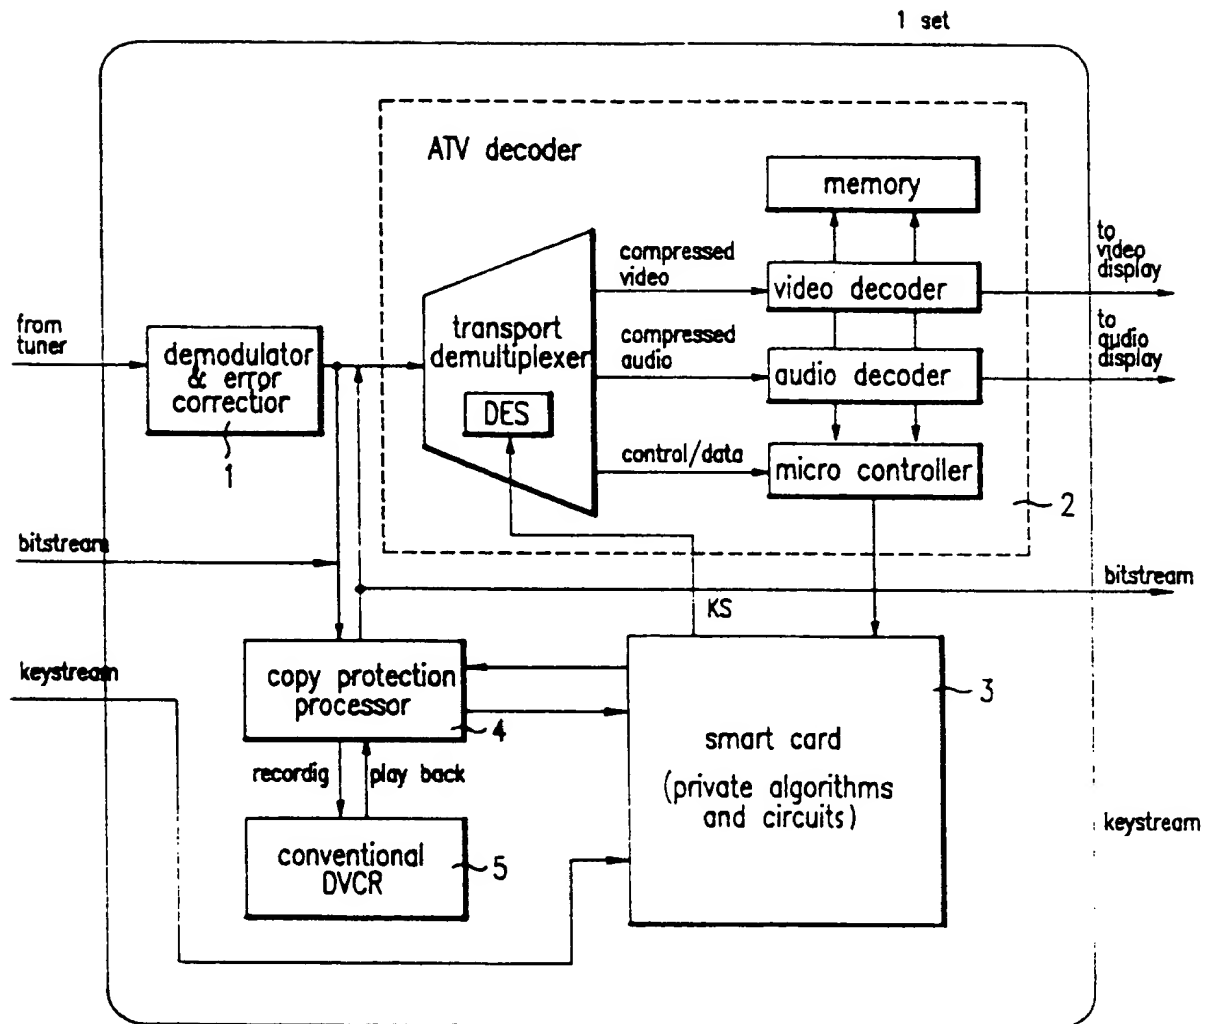 1 set
ATV decoder
memory
compressed
video
video decoder
to
video
display
from
tuner
demodulator
& error
correctior
1
transport
demultiplexer
DES
compressed
audio
audio decoder
to
audio
display
control/data
micro controller
2
bitstream
bitstream
KS
keystream
copy protection
processor
4
3
smart card
(private algorithms
and circuits)
recordig
play back
keystream
conventional
DVCR
5